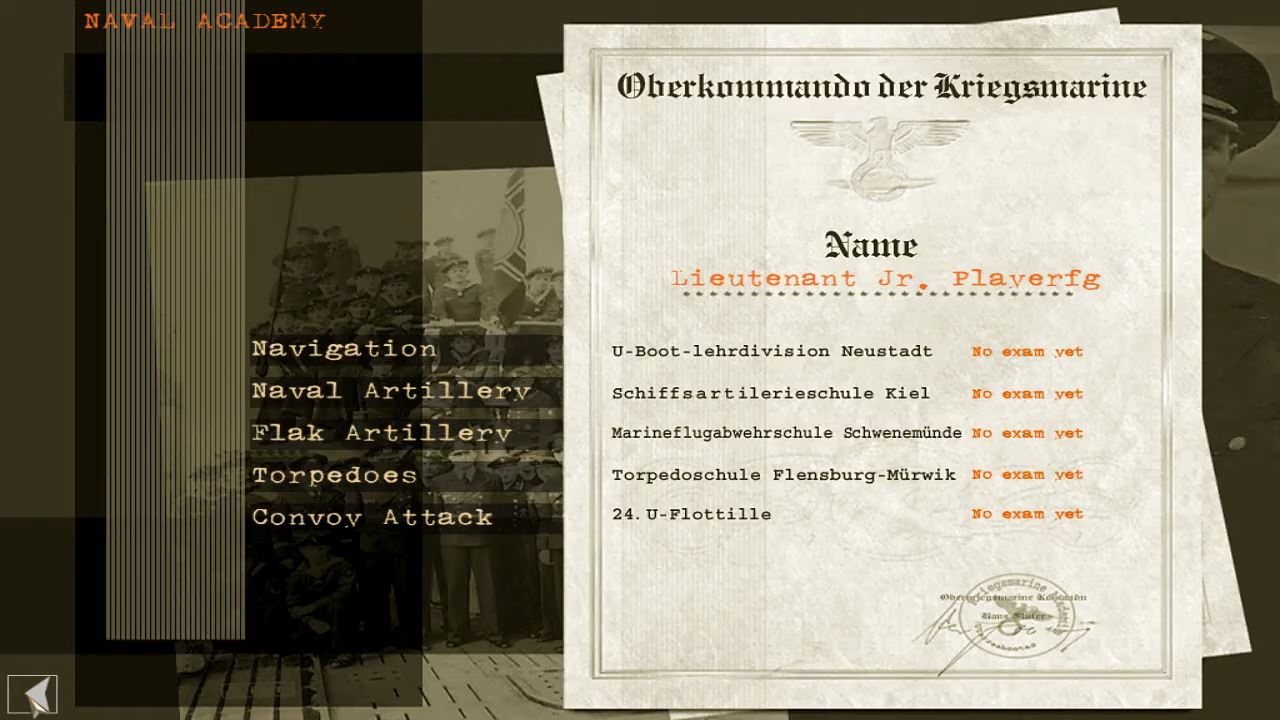 NAVAL ACADEMY
Oberkommando der Kriegsmarine
Name
Lieutenant Jr. Playerfg
Navigation
Naval Artillery
Flak Artillery
Torpedoes
Convoy Attack
U-Boot-lehrdivision Neustadt No exam yet
Schiffsartilerieschule Kiel No exam yet
Marineflugabwehrschule Schwenemünde No exam yet
Torpedoschule Flensburg-Mürwik No exam yet
24. U-Flottille No exam yet
Kriegsmarine